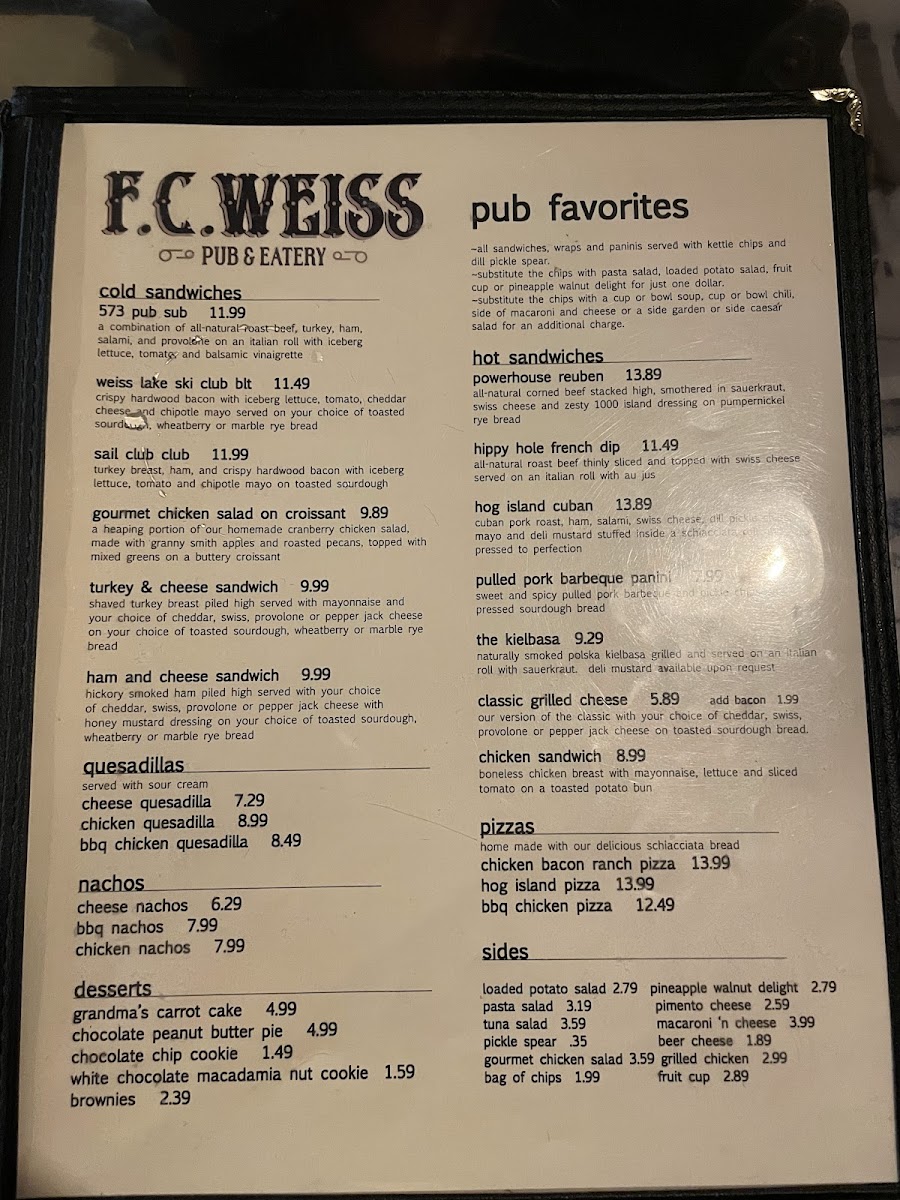 F.C.WEISS
PUB & EATERY
cold sandwiches
573 pub sub 11.99
a combination of all-natural roast beef, turkey, ham,
salami, and provolone on an italian roll with iceberg
lettuce, tomato, and balsamic vinaigrette
weiss lake ski club blt 11.49
crispy hardwood bacon with iceberg lettuce, tomato, cheddar
cheese and chipotle mayo served on your choice of toasted
sourdough, wheatberry or marble rye bread
sail club club 11.99
turkey breast, ham, and crispy hardwood bacon with iceberg
lettuce, tomato and chipotle mayo on toasted sourdough
gourmet chicken salad on croissant 9.89
a heaping portion of our homemade cranberry chicken salad,
made with granny smith apples and roasted pecans, topped with
mixed greens on a buttery croissant
turkey & cheese sandwich 9.99
shaved turkey breast piled high served with mayonnaise and
your choice of cheddar, swiss, provolone or pepper jack cheese
on your choice of toasted sourdough, wheatberry or marble rye
bread
ham and cheese sandwich 9.99
hickory smoked ham piled high served with your choice
of cheddar, swiss, provolone or pepper jack cheese with
honey mustard dressing on your choice of toasted sourdough,
wheatberry or marble rye bread
quesadillas
served with sour cream
cheese quesadilla 7.29
chicken quesadilla 8.99
bbq chicken quesadilla 8.49
nachos
cheese nachos 6.29
bbq nachos 7.99
chicken nachos 7.99
desserts
grandma's carrot cake 4.99
chocolate peanut butter pie 4.99
chocolate chip cookie 1.49
white chocolate macadamia nut cookie 1.59
brownies 2.39
pub favorites
~all sandwiches, wraps and paninis served with kettle chips and
dill pickle spear.
~substitute the chips with pasta salad, loaded potato salad, fruit
cup or pineapple walnut delight for just one dollar.
~substitute the chips with a cup or bowl soup, cup or bowl chili,
side of macaroni and cheese or a side garden or side caesar
salad for an additional charge.
hot sandwiches
powerhouse reuben 13.89
all-natural corned beef stacked high, smothered in sauerkraut,
swiss cheese and zesty 1000 island dressing on pumpernickel
rye bread
hippy hole french dip 11.49
all-natural roast beef thinly sliced and topped with swiss cheese
served on an italian roll with au jus
hog island cuban 13.89
cuban pork roast, ham, salami, swiss cheese, dill pickle
mayo and deli mustard stuffed inside a schiacciata
pressed to perfection
pulled pork barbeque panini
sweet and spicy pulled pork barbeque and pickle chips
pressed sourdough bread
the kielbasa 9.29
naturally smoked polska kielbasa grilled and served on an italian
roll with sauerkraut. deli mustard available upon request
classic grilled cheese 5.89 add bacon 1.99
our version of the classic with your choice of cheddar, swiss,
provolone or pepper jack cheese on toasted sourdough bread.
chicken sandwich 8.99
boneless chicken breast with mayonnaise, lettuce and sliced
tomato on a toasted potato bun
pizzas
home made with our delicious schiacciata bread
chicken bacon ranch pizza 13.99
hog island pizza 13.99
bbq chicken pizza 12.49
sides
loaded potato salad 2.79 pineapple walnut delight 2.79
pasta salad 3.19 pimento cheese 2.59
tuna salad 3.59 macaroni 'n cheese 3.99
pickle spear .35 beer cheese 1.89
gourmet chicken salad 3.59 grilled chicken 2.99
bag of chips 1.99 fruit cup 2.89